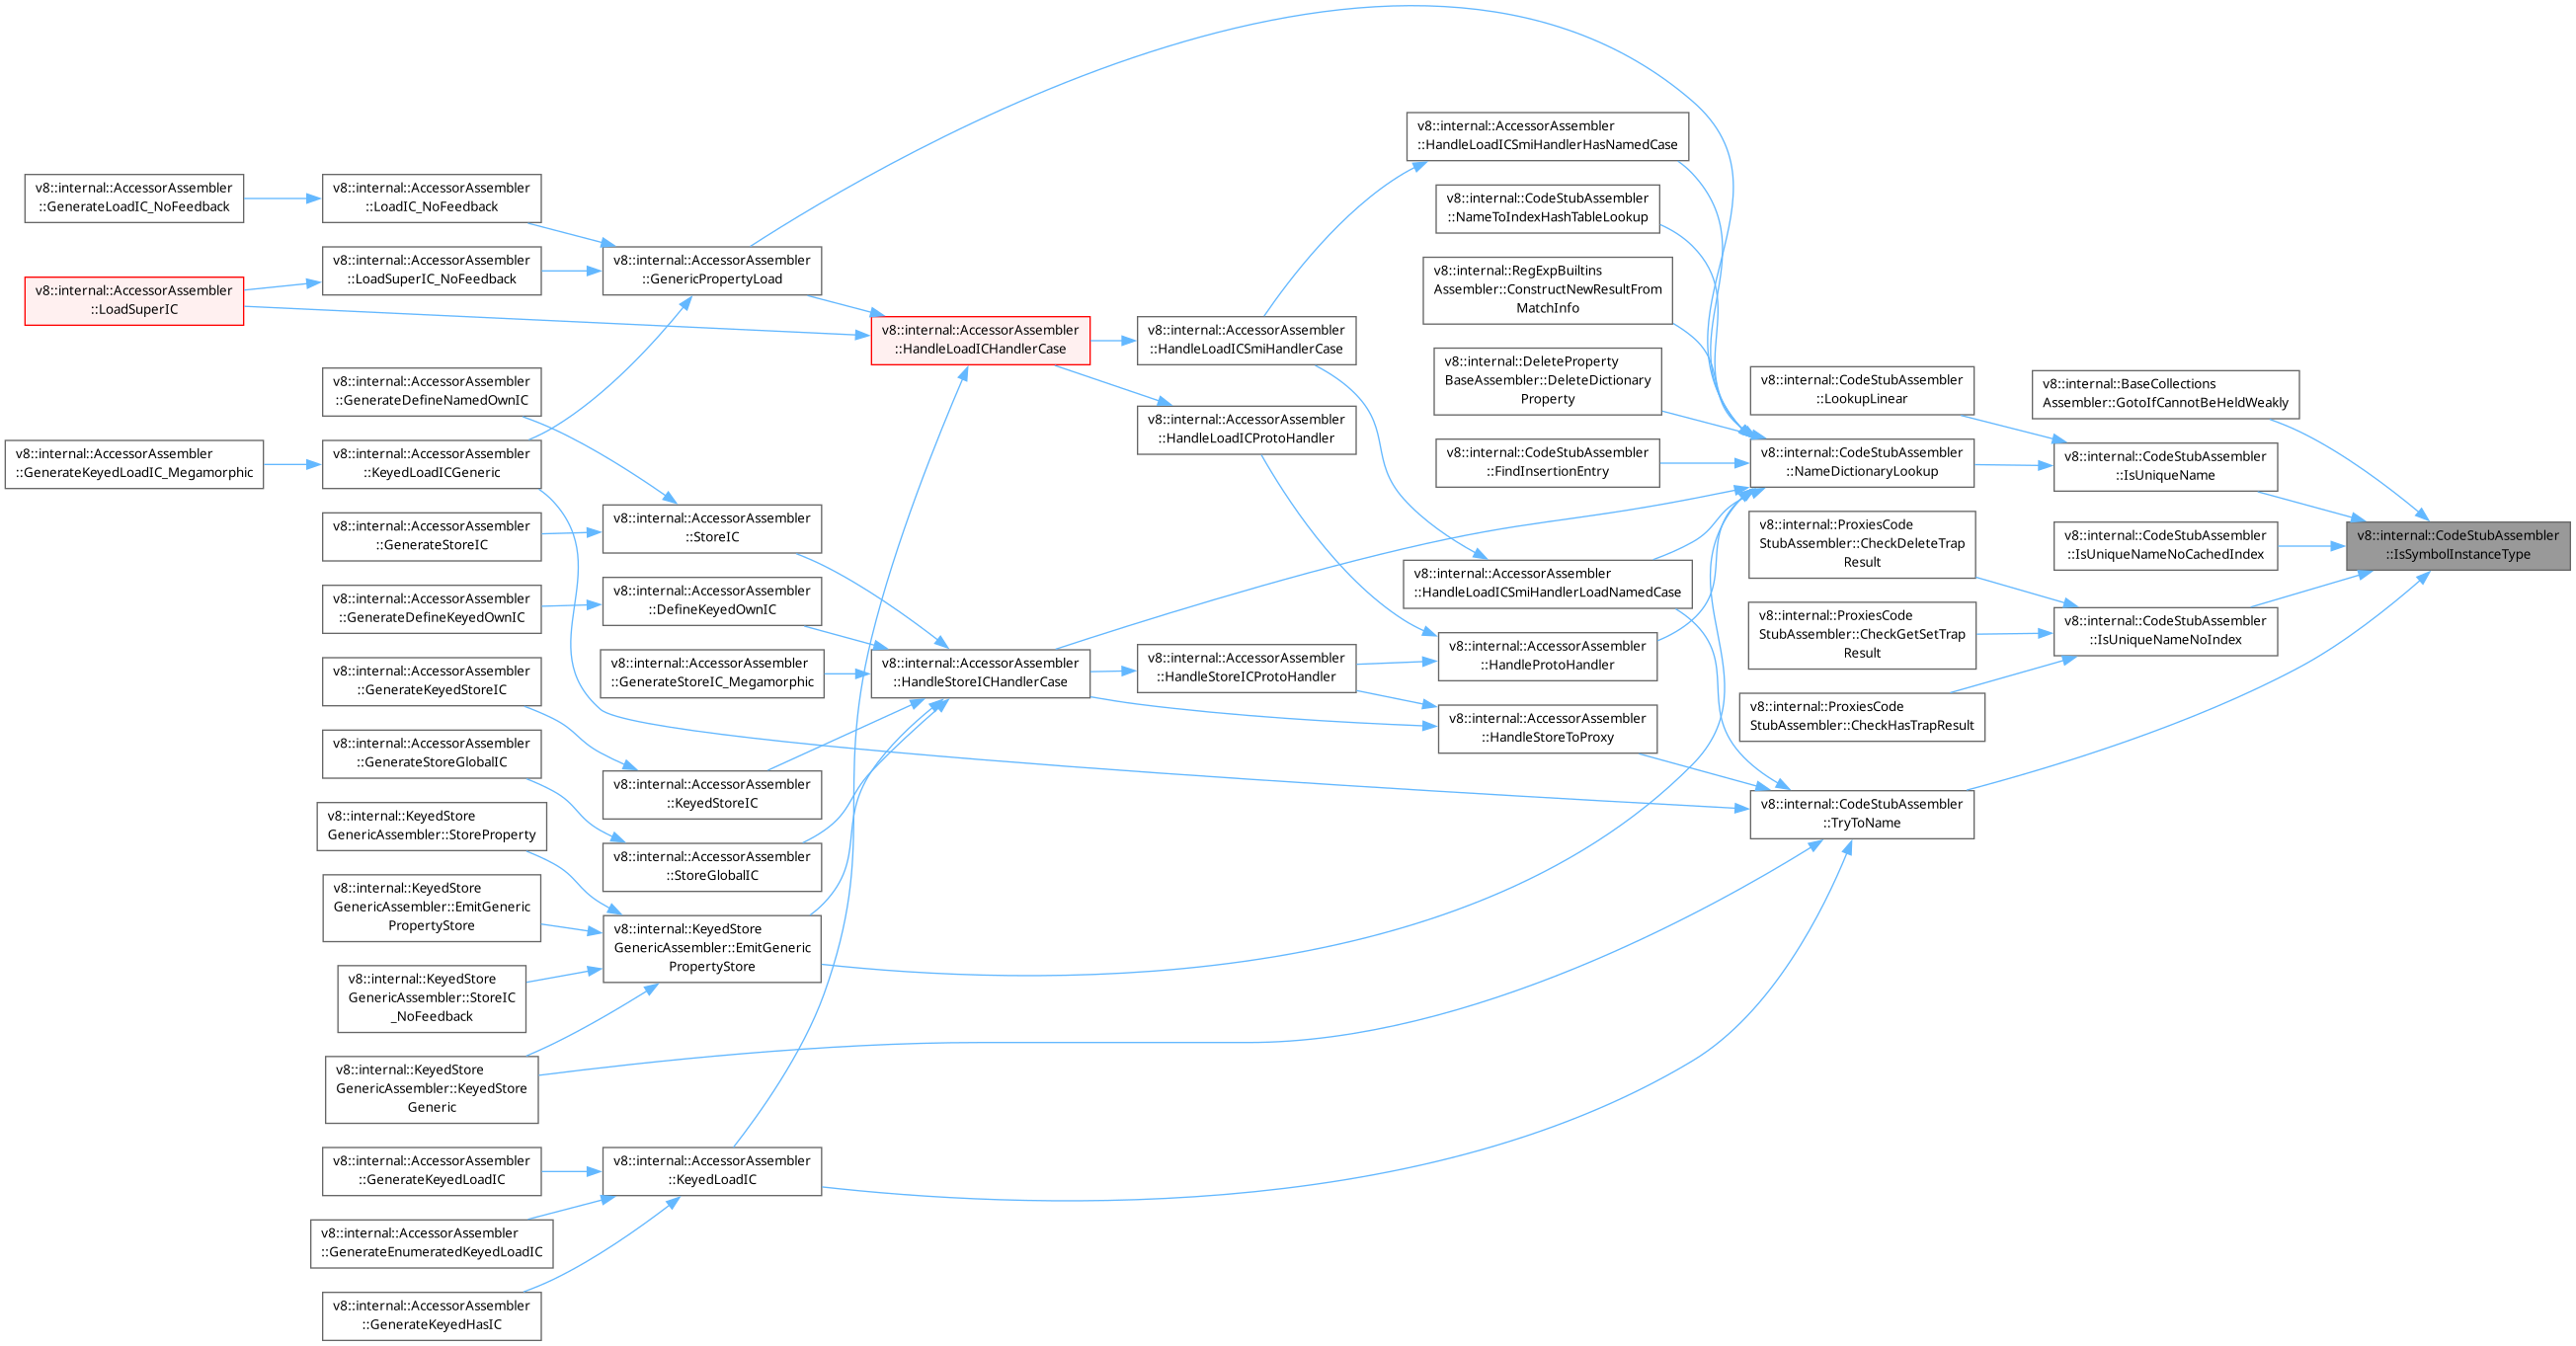 v8::internal::AccessorAssembler
::GenerateLoadIC_NoFeedback
v8::internal::AccessorAssembler
::LoadSuperIC
v8::internal::AccessorAssembler
::GenerateKeyedLoadIC_Megamorphic
v8::internal::AccessorAssembler
::LoadIC_NoFeedback
v8::internal::AccessorAssembler
::LoadSuperIC_NoFeedback
v8::internal::AccessorAssembler
::GenerateDefineNamedOwnIC
v8::internal::AccessorAssembler
::KeyedLoadICGeneric
v8::internal::AccessorAssembler
::GenerateStoreIC
v8::internal::AccessorAssembler
::GenerateDefineKeyedOwnIC
v8::internal::AccessorAssembler
::GenerateKeyedStoreIC
v8::internal::AccessorAssembler
::GenerateStoreGlobalIC
v8::internal::KeyedStore
GenericAssembler::StoreProperty
v8::internal::KeyedStore
GenericAssembler::EmitGeneric
PropertyStore
v8::internal::KeyedStore
GenericAssembler::StoreIC
_NoFeedback
v8::internal::KeyedStore
GenericAssembler::KeyedStore
Generic
v8::internal::AccessorAssembler
::GenerateKeyedLoadIC
v8::internal::AccessorAssembler
::GenerateEnumeratedKeyedLoadIC
v8::internal::AccessorAssembler
::GenerateKeyedHasIC
v8::internal::AccessorAssembler
::GenericPropertyLoad
v8::internal::AccessorAssembler
::StoreIC
v8::internal::AccessorAssembler
::DefineKeyedOwnIC
v8::internal::AccessorAssembler
::GenerateStoreIC_Megamorphic
v8::internal::AccessorAssembler
::KeyedStoreIC
v8::internal::AccessorAssembler
::StoreGlobalIC
v8::internal::KeyedStore
GenericAssembler::EmitGeneric
PropertyStore
v8::internal::AccessorAssembler
::KeyedLoadIC
v8::internal::AccessorAssembler
::HandleLoadICHandlerCase
v8::internal::AccessorAssembler
::HandleStoreICHandlerCase
v8::internal::AccessorAssembler
::HandleLoadICSmiHandlerCase
v8::internal::AccessorAssembler
::HandleLoadICProtoHandler
v8::internal::AccessorAssembler
::HandleStoreICProtoHandler
v8::internal::AccessorAssembler
::HandleLoadICSmiHandlerHasNamedCase
v8::internal::CodeStubAssembler
::NameToIndexHashTableLookup
v8::internal::RegExpBuiltins
Assembler::ConstructNewResultFrom
MatchInfo
v8::internal::DeleteProperty
BaseAssembler::DeleteDictionary
Property
v8::internal::CodeStubAssembler
::FindInsertionEntry
v8::internal::AccessorAssembler
::HandleLoadICSmiHandlerLoadNamedCase
v8::internal::AccessorAssembler
::HandleProtoHandler
v8::internal::AccessorAssembler
::HandleStoreToProxy
v8::internal::CodeStubAssembler
::LookupLinear
v8::internal::CodeStubAssembler
::NameDictionaryLookup
v8::internal::ProxiesCode
StubAssembler::CheckDeleteTrap
Result
v8::internal::ProxiesCode
StubAssembler::CheckGetSetTrap
Result
v8::internal::ProxiesCode
StubAssembler::CheckHasTrapResult
v8::internal::CodeStubAssembler
::TryToName
v8::internal::BaseCollections
Assembler::GotoIfCannotBeHeldWeakly
v8::internal::CodeStubAssembler
::IsUniqueName
v8::internal::CodeStubAssembler
::IsUniqueNameNoCachedIndex
v8::internal::CodeStubAssembler
::IsUniqueNameNoIndex
v8::internal::CodeStubAssembler
::IsSymbolInstanceType